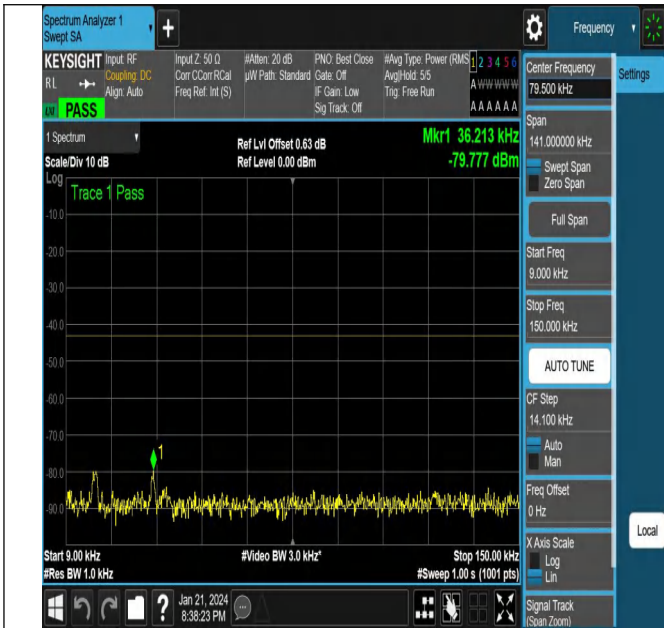 Spectrum Analyzer 1
Swept SA
Frequency
KEYSIGHT
RL
PASS
Input: RF
Coupling: DC
Align: Auto
Input Z: 50 Ω
Corr CCorr RCal
Freq Ref: Int (S)
#Atten: 20 dB
µW Path: Standard
PNO: Best Close
Gate: Off
IF Gain: Low
Sig Track: Off
#Avg Type: Power (RMS
Avg|Hold: 5/5
Trig: Free Run
1 2 3 4 5 6
A W W W W W
A A A A A A
1 Spectrum
Scale/Div 10 dB
Ref Lvl Offset 0.63 dB
Ref Level 0.00 dBm
Mkr1 36.213 kHz
-79.777 dBm
Log
Trace 1 Pass
-10.0
-20.0
-30.0
-40.0
-50.0
-60.0
-70.0
-80.0
-90.0
1
Start 9.00 kHz
#Res BW 1.0 kHz
#Video BW 3.0 kHz*
Stop 150.00 kHz
#Sweep 1.00 s (1001 pts)
Jan 21, 2024
8:38:23 PM
Center Frequency
79.500 kHz
Settings
Span
141.000000 kHz
Swept Span
Zero Span
Full Span
Start Freq
9.000 kHz
Stop Freq
150.000 kHz
AUTO TUNE
CF Step
14.100 kHz
Auto
Man
Freq Offset
0 Hz
X Axis Scale
Log
Lin
Local
Signal Track
(Span Zoom)